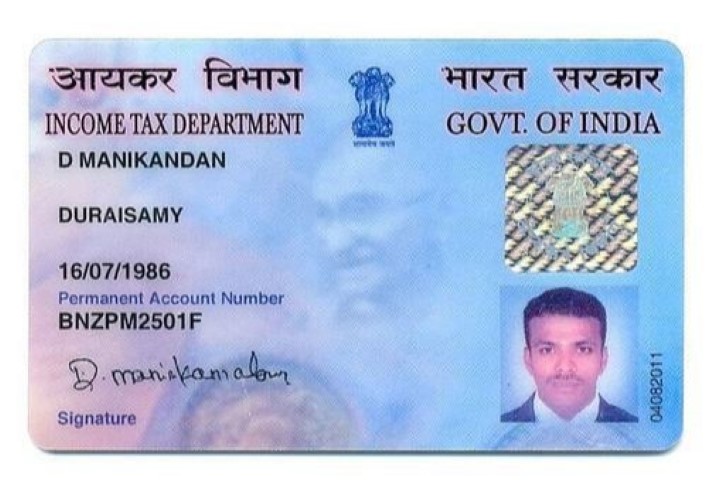 आयकर विभाग
भारत सरकार
INCOME TAX DEPARTMENT
GOVT. OF INDIA
सत्यमेव जयते
D MANIKANDAN
DURAISAMY
16/07/1986
Permanent Account Number
BNZPM2501F
D. manikandan
Signature
04082011